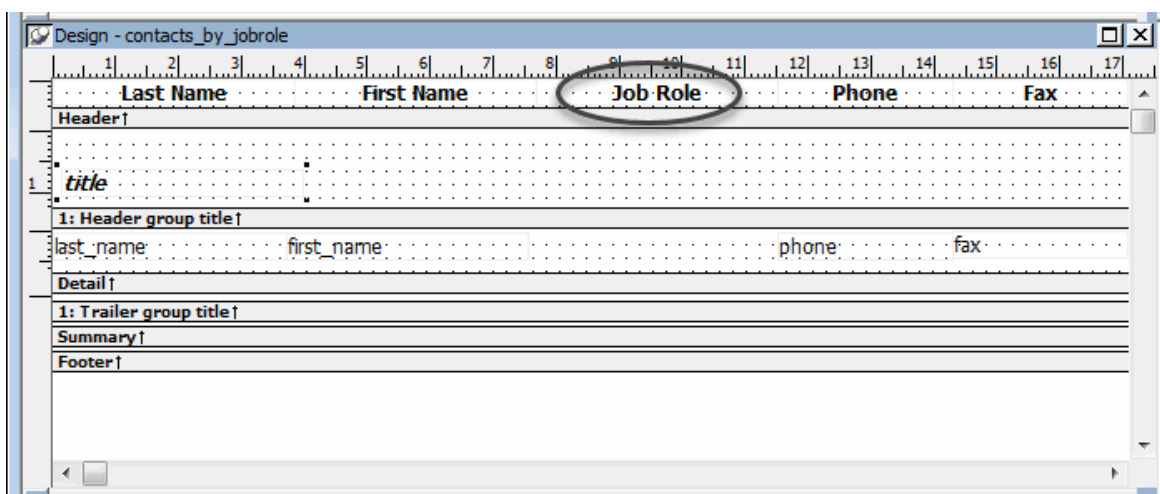 Design - contacts_by_jobrole
1 2 3 4 5 6 7 8 9 10 11 12 13 14 15 16 17
Last Name First Name Job Role Phone Fax
Header↑
1
title
1: Header group title↑
last_name first_name phone fax
Detail↑
1: Trailer group title↑
Summary↑
Footer↑